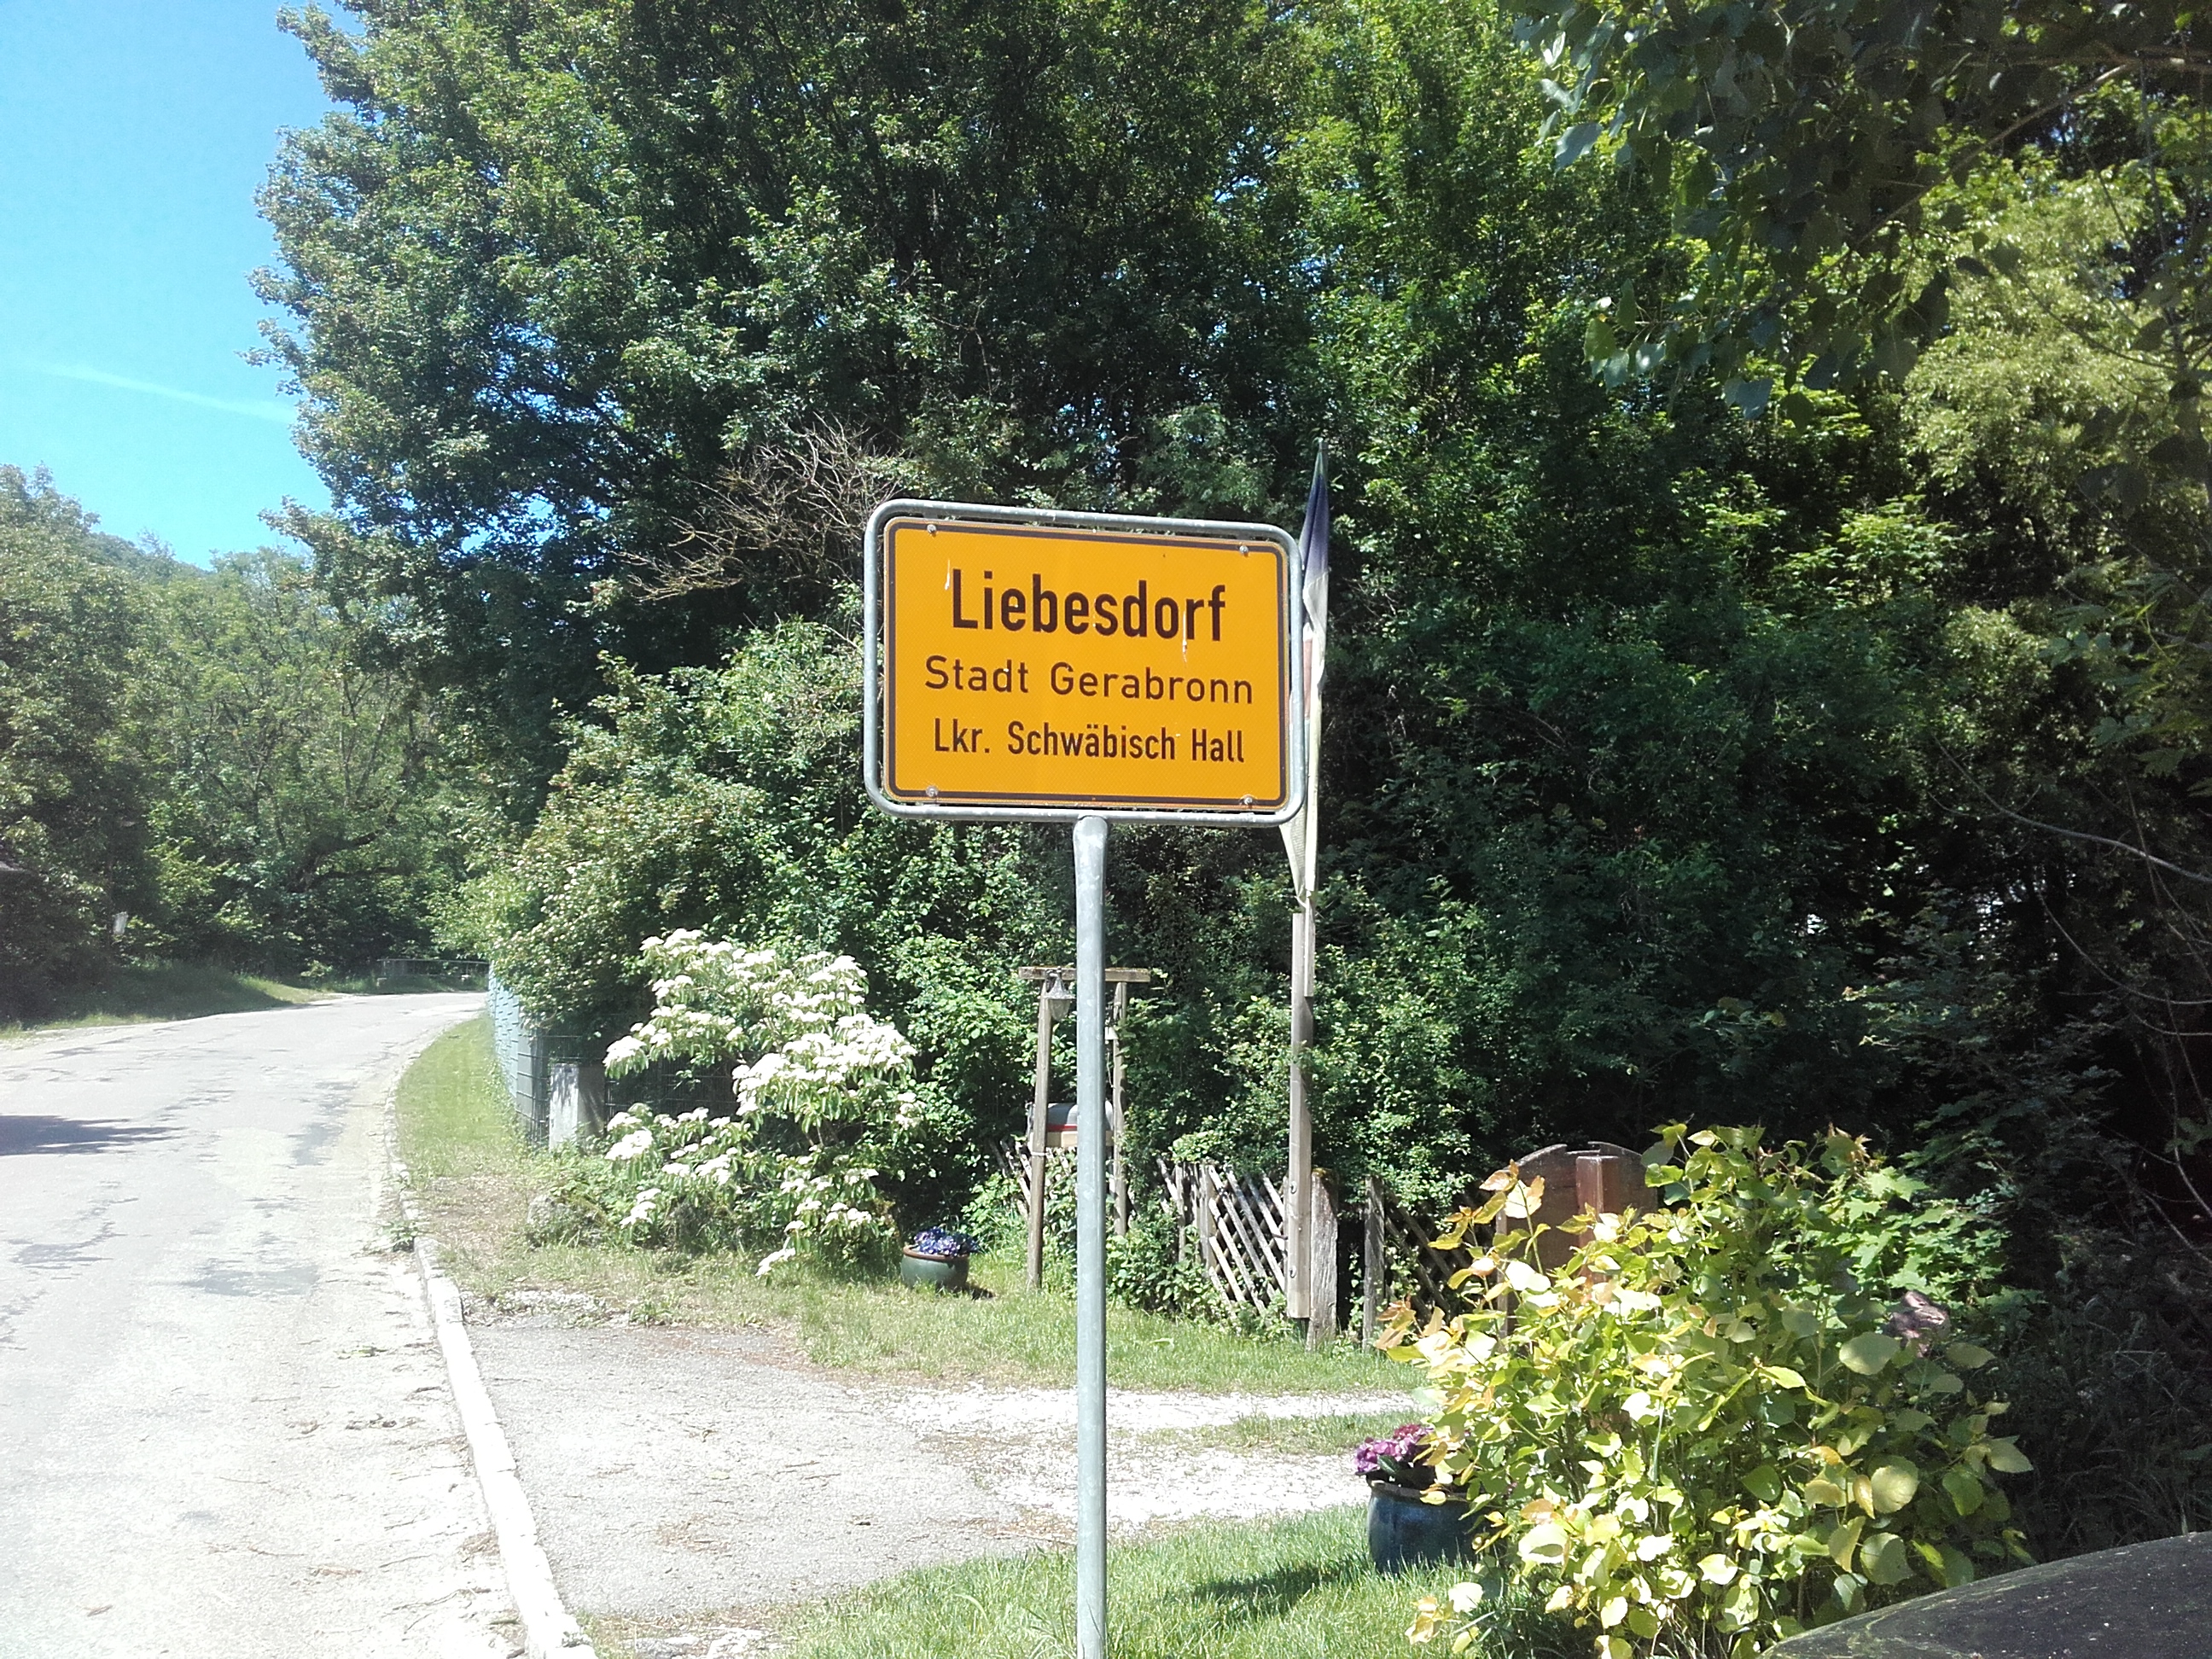 Liebesdorf
Stadt Gerabronn
Lkr. Schwäbisch Hall